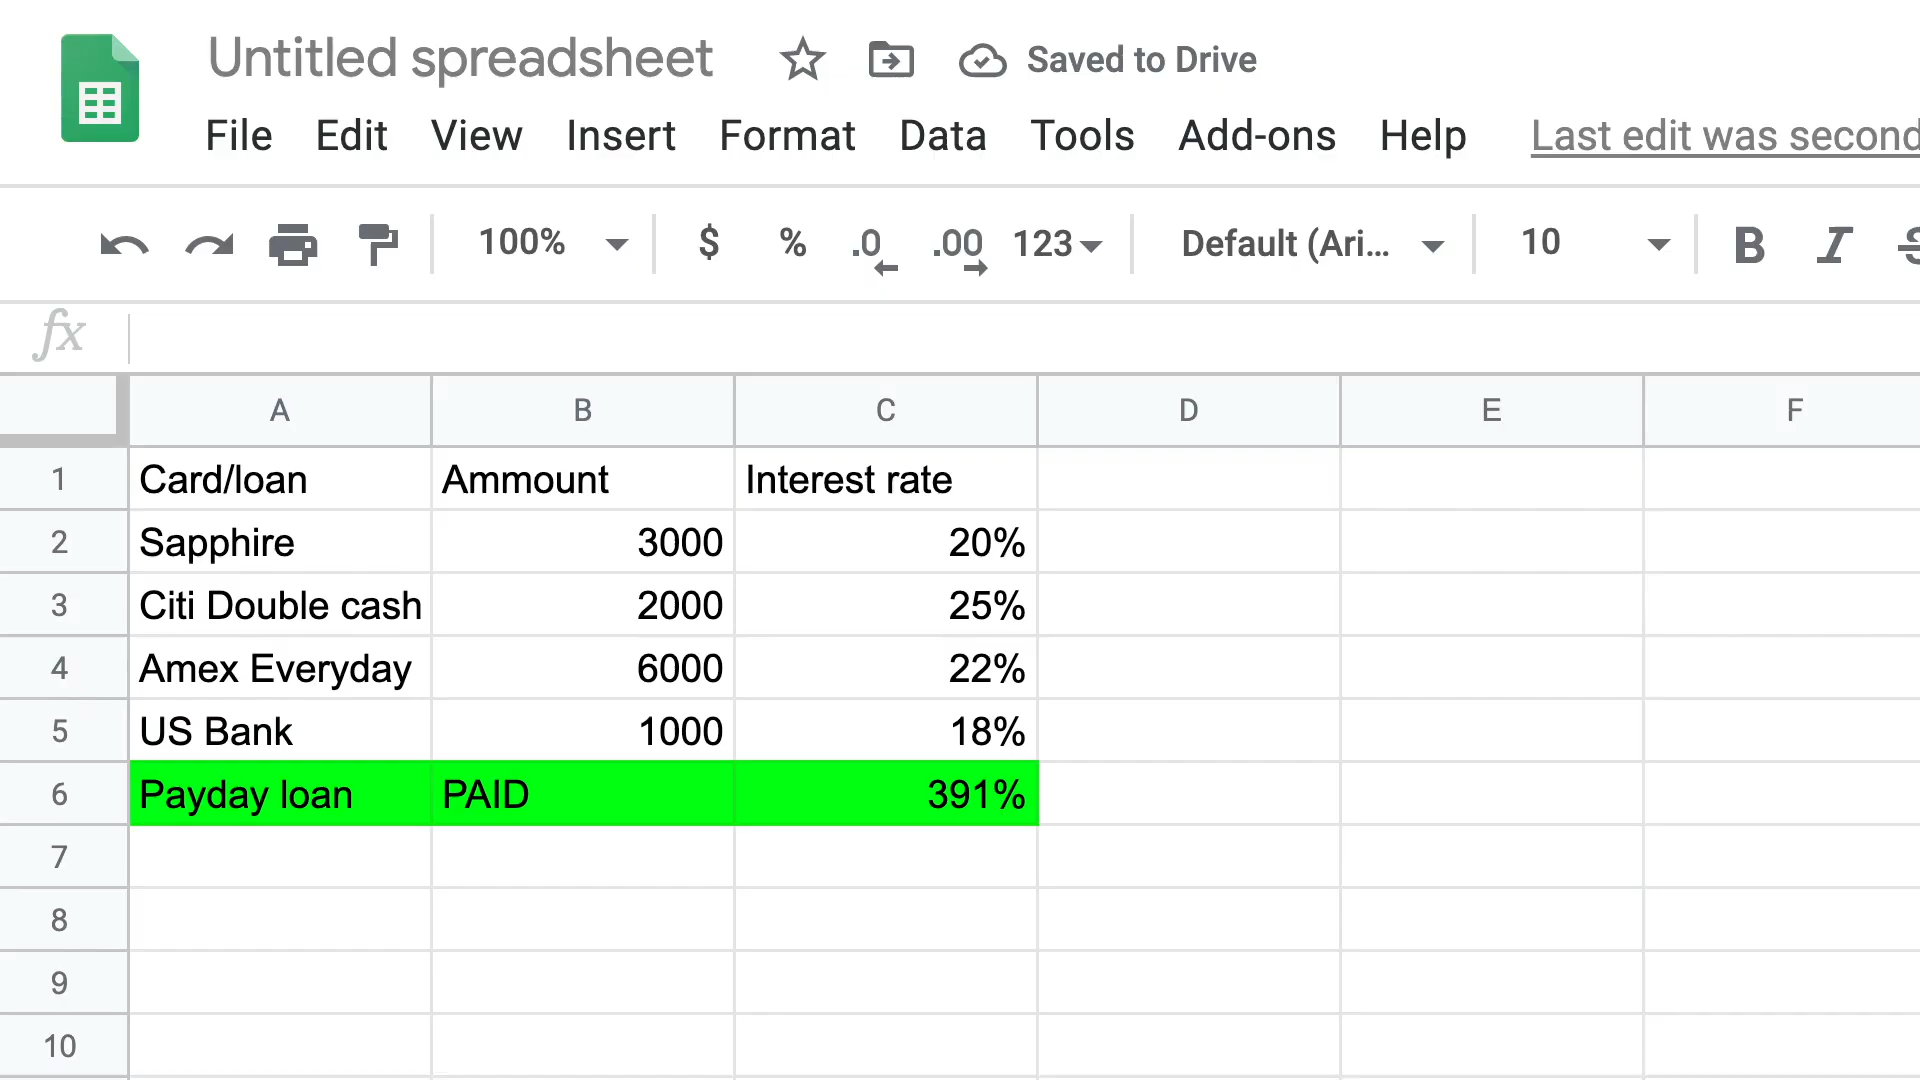 Untitled spreadsheet Saved to Drive
File Edit View Insert Format Data Tools Add-ons Help Last edit was second
100% $ % .0 .00 123 Default (Ari... 10 B I S
fx
A B C D E F
1 Card/loan Ammount Interest rate
2 Sapphire 3000 20%
3 Citi Double cash 2000 25%
4 Amex Everyday 6000 22%
5 US Bank 1000 18%
6 Payday loan PAID 391%
7
8
9
10